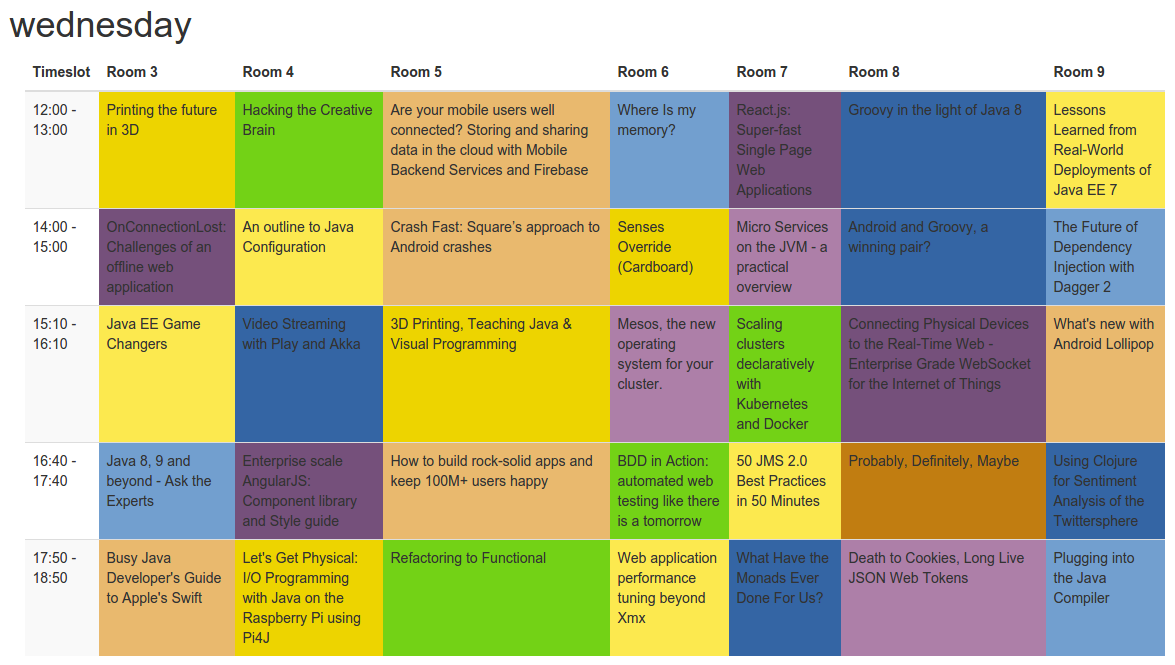 wednesday
Timeslot Room 3 Room 4 Room 5 Room 6 Room 7 Room 8 Room 9
12:00 -
13:00
Printing the future
in 3D
Hacking the Creative
Brain
Are your mobile users well
connected? Storing and sharing
data in the cloud with Mobile
Backend Services and Firebase
Where Is my
memory?
React.js:
Super-fast
Single Page
Web
Applications
Groovy in the light of Java 8
Lessons
Learned from
Real-World
Deployments of
Java EE 7
14:00 -
15:00
OnConnectionLost:
Challenges of an
offline web
application
An outline to Java
Configuration
Crash Fast: Square’s approach to
Android crashes
Senses
Override
(Cardboard)
Micro Services
on the JVM - a
practical
overview
Android and Groovy, a
winning pair?
The Future of
Dependency
Injection with
Dagger 2
15:10 -
16:10
Java EE Game
Changers
Video Streaming
with Play and Akka
3D Printing, Teaching Java &
Visual Programming
Mesos, the new
operating
system for your
cluster.
Scaling
clusters
declaratively
with
Kubernetes
and Docker
Connecting Physical Devices
to the Real-Time Web -
Enterprise Grade WebSocket
for the Internet of Things
What's new with
Android Lollipop
16:40 -
17:40
Java 8, 9 and
beyond - Ask the
Experts
Enterprise scale
AngularJS:
Component library
and Style guide
How to build rock-solid apps and
keep 100M+ users happy
BDD in Action:
automated web
testing like there
is a tomorrow
50 JMS 2.0
Best Practices
in 50 Minutes
Probably, Definitely, Maybe
Using Clojure
for Sentiment
Analysis of the
Twittersphere
17:50 -
18:50
Busy Java
Developer's Guide
to Apple's Swift
Let's Get Physical:
I/O Programming
with Java on the
Raspberry Pi using
Pi4J
Refactoring to Functional
Web application
performance
tuning beyond
Xmx
What Have the
Monads Ever
Done For Us?
Death to Cookies, Long Live
JSON Web Tokens
Plugging into
the Java
Compiler